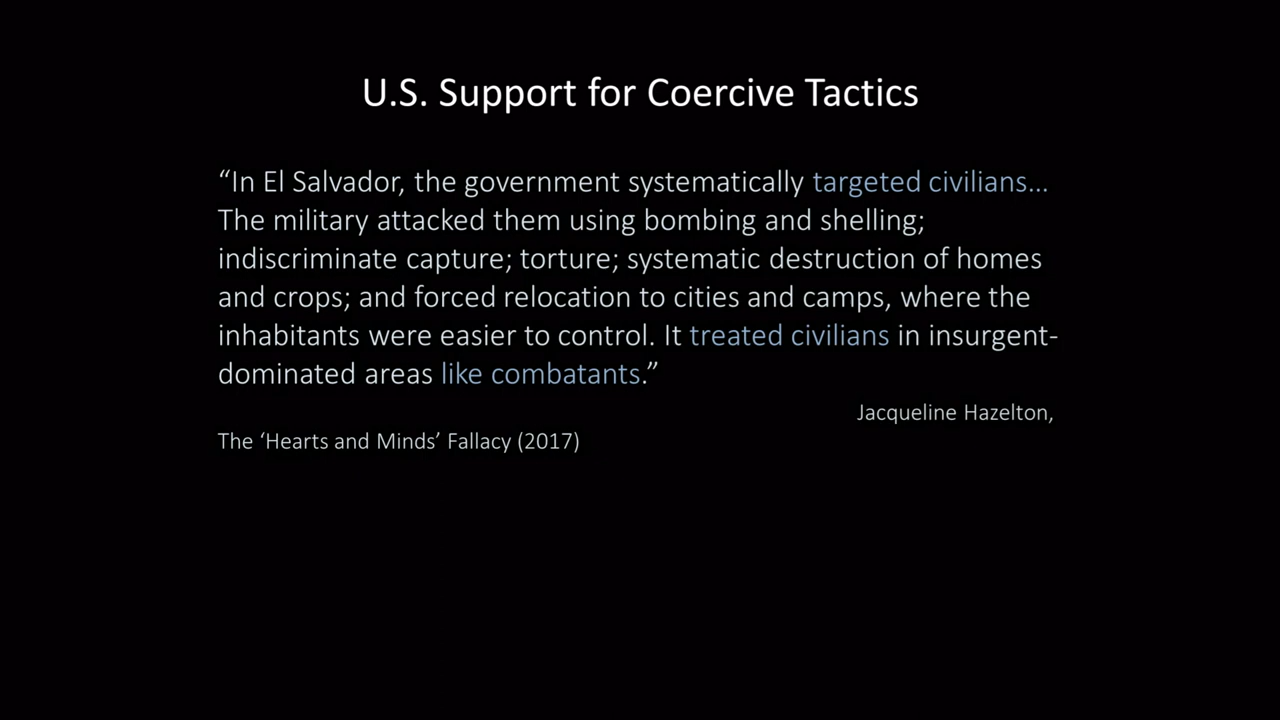 U.S. Support for Coercive Tactics
“In El Salvador, the government systematically targeted civilians…
The military attacked them using bombing and shelling;
indiscriminate capture; torture; systematic destruction of homes
and crops; and forced relocation to cities and camps, where the
inhabitants were easier to control. It treated civilians in insurgent-
dominated areas like combatants.”
Jacqueline Hazelton,
The ‘Hearts and Minds’ Fallacy (2017)